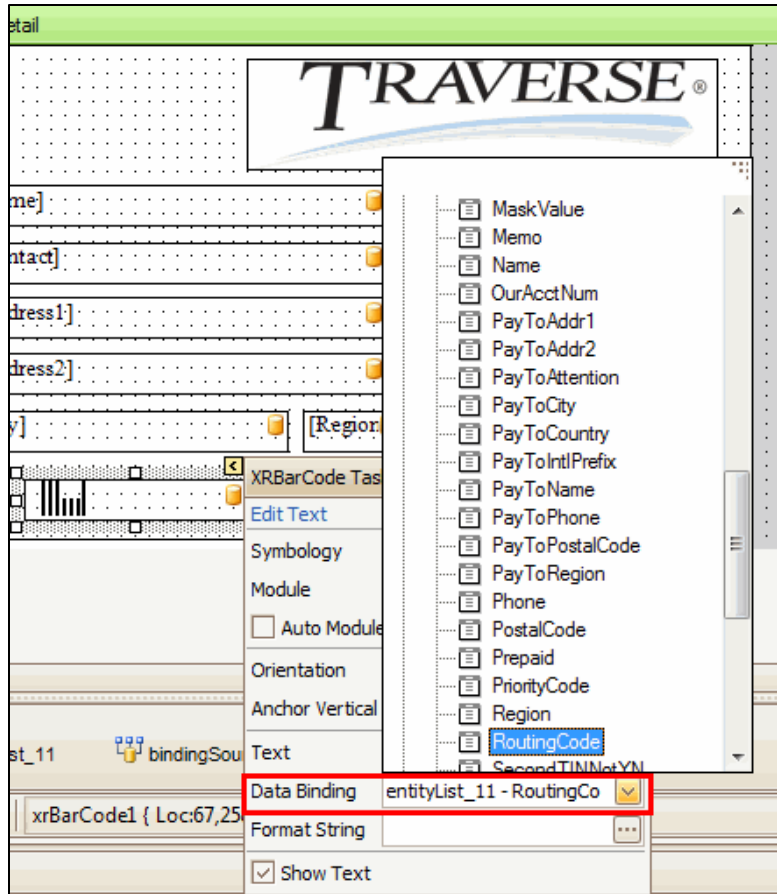 etail
TRAVERSE®
me]
ntact]
dress1]
dress2]
y]
[Region
MaskValue
Memo
Name
OurAcctNum
PayToAddr1
PayToAddr2
PayToAttention
PayToCity
PayToCountry
PayToIntlPrefix
PayToName
PayToPhone
PayToPostalCode
PayToRegion
Phone
PostalCode
Prepaid
PriorityCode
Region
RoutingCode
SecondTINNotYN
XRBarCode Tas
Edit Text
Symbology
Module
Auto Module
Orientation
Anchor Vertical
Text
Data Binding entityList_11 - RoutingCo
Format String
Show Text
st_11 bindingSou
xrBarCode1 { Loc:67,25